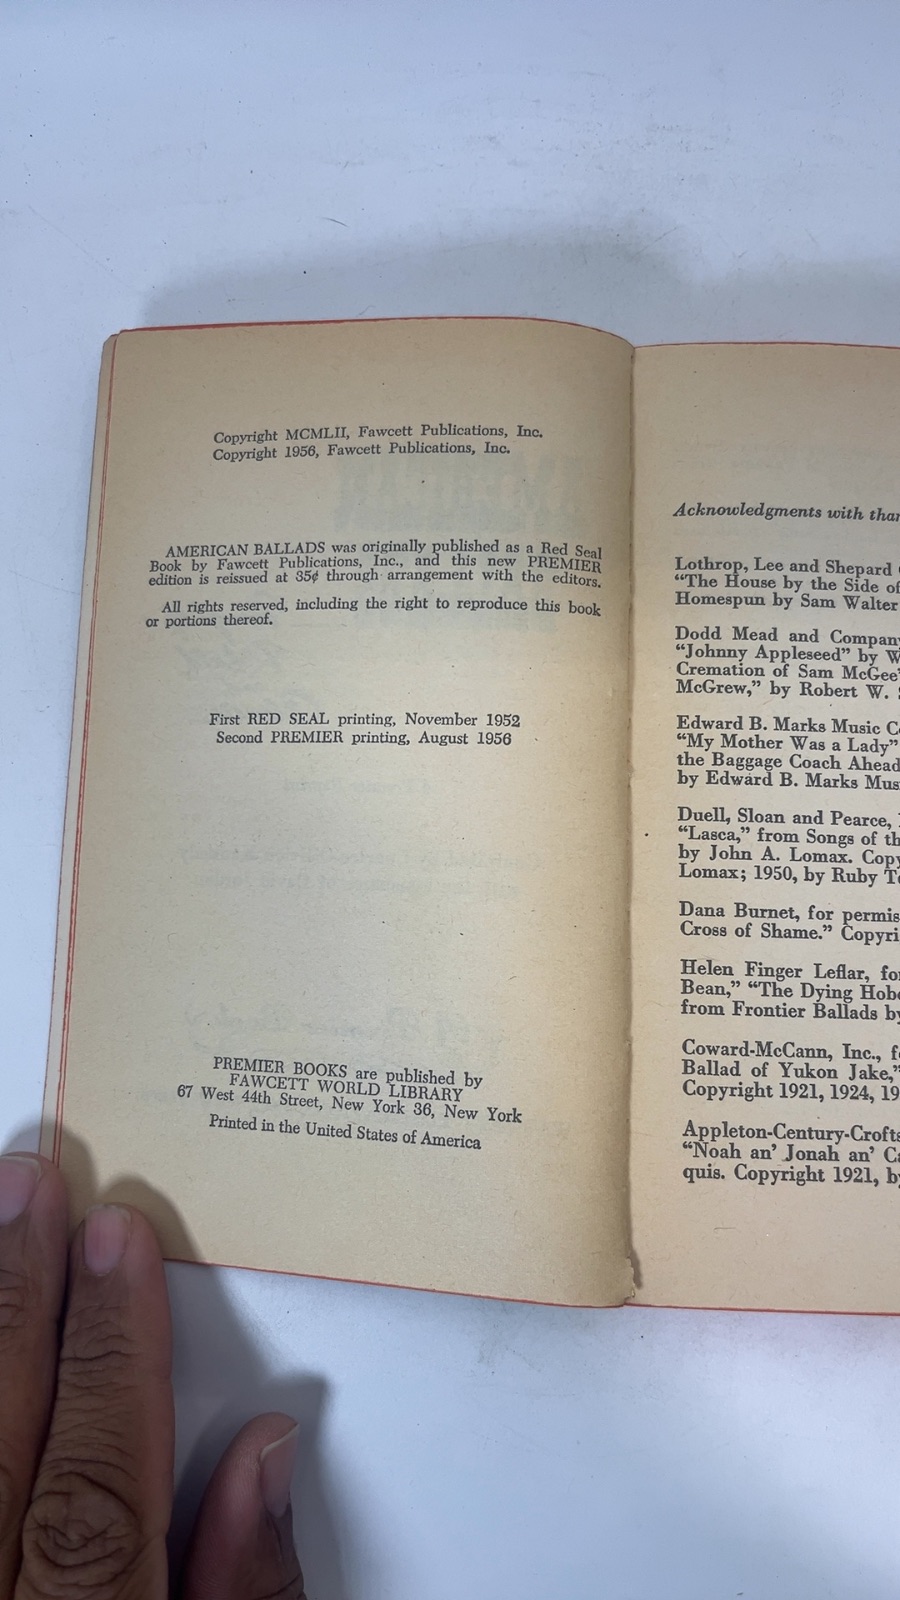 Copyright MCMLII, Fawcett Publications, Inc.
Copyright 1956, Fawcett Publications, Inc.
AMERICAN BALLADS was originally published as a Red Seal
Book by Fawcett Publications, Inc., and this new PREMIER
edition is reissued at 35¢ through arrangement with the editors.
All rights reserved, including the right to reproduce this book
or portions thereof.
First RED SEAL printing, November 1952
Second PREMIER printing, August 1956
PREMIER BOOKS are published by
FAWCETT WORLD LIBRARY
67 West 44th Street, New York 36, New York
Printed in the United States of America
Acknowledgments with than
Lothrop, Lee and Shepard
“The House by the Side of
Homespun by Sam Walter
Dodd Mead and Company
“Johnny Appleseed” by W
Cremation of Sam McGee”
McGrew,” by Robert W.
Edward B. Marks Music C
“My Mother Was a Lady”
the Baggage Coach Ahead
by Edward B. Marks Mus
Duell, Sloan and Pearce,
“Lasca,” from Songs of th
by John A. Lomax. Copy
Lomax; 1950, by Ruby T
Dana Burnet, for permis
Cross of Shame.” Copyri
Helen Finger Leflar, fo
Bean,” “The Dying Hobo
from Frontier Ballads by
Coward-McCann, Inc., f
Ballad of Yukon Jake,”
Copyright 1921, 1924, 19
Appleton-Century-Crofts
“Noah an’ Jonah an’ Ca
quis. Copyright 1921, by